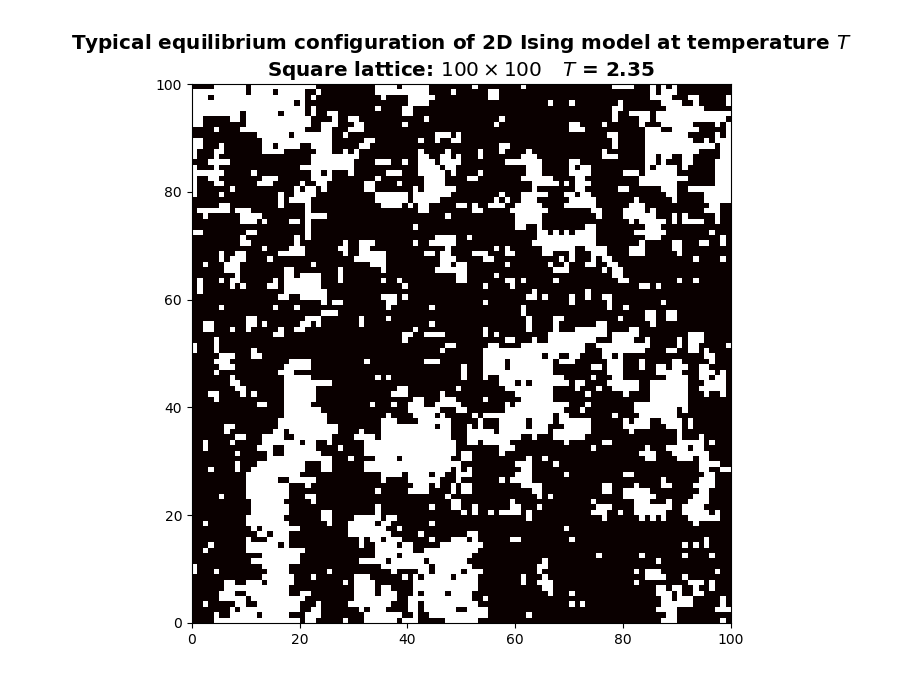 Typical equilibrium configuration of 2D Ising model at temperature T
Square lattice: 100 × 100 T = 2.35
100
80
60
40
20
0
0 20 40 60 80 100